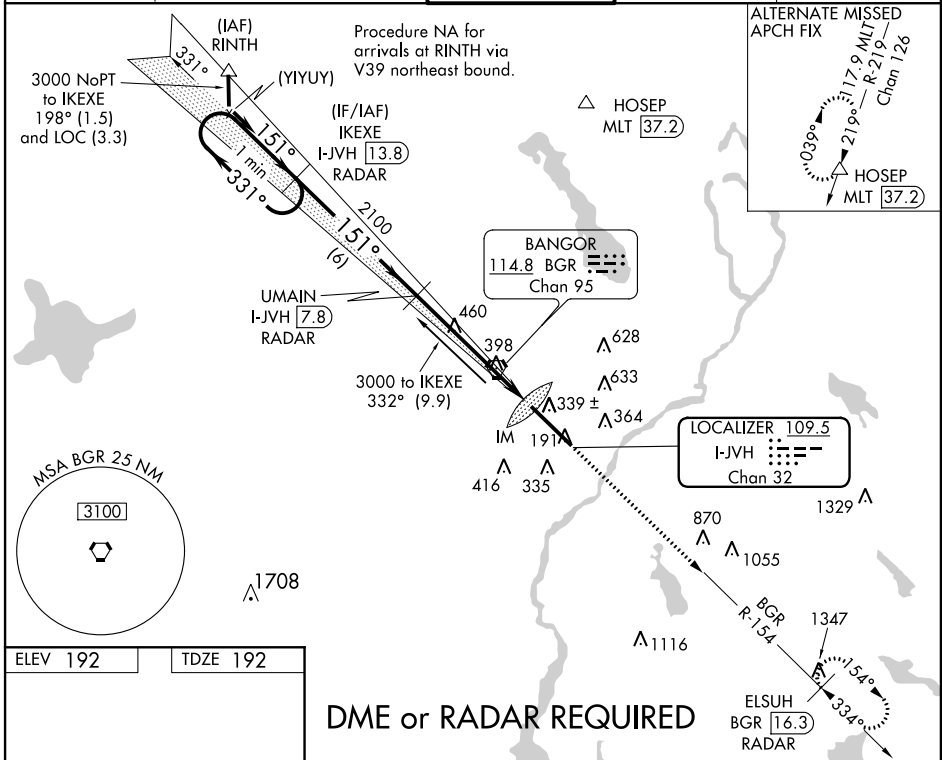 (IAF)
RINTH
331°
3000 NoPT
to IKEXE
198° (1.5)
and LOC (3.3)
(YIYUY)
Procedure NA for
arrivals at RINTH via
V39 northeast bound.
(IF/IAF)
IKEXE
I-JVH 13.8
RADAR
151°
1 min
331°
HOSEP
MLT 37.2
ALTERNATE MISSED
APCH FIX
117.9 MLT
R-219
Chan 126
039°
219°
HOSEP
MLT 37.2
2100
151°
(6)
BANGOR
114.8 BGR
Chan 95
UMAIN
I-JVH 7.8
RADAR
460
398
628
633
3000 to IKEXE
332° (9.9)
339 ±
364
IM
191
LOCALIZER 109.5
I-JVH
Chan 32
416
335
1329
MSA BGR 25 NM
3100
870
1055
1708
BGR
R-154
1347
1116
154°
334°
ELSUH
BGR 16.3
RADAR
ELEV 192
TDZE 192
DME or RADAR REQUIRED